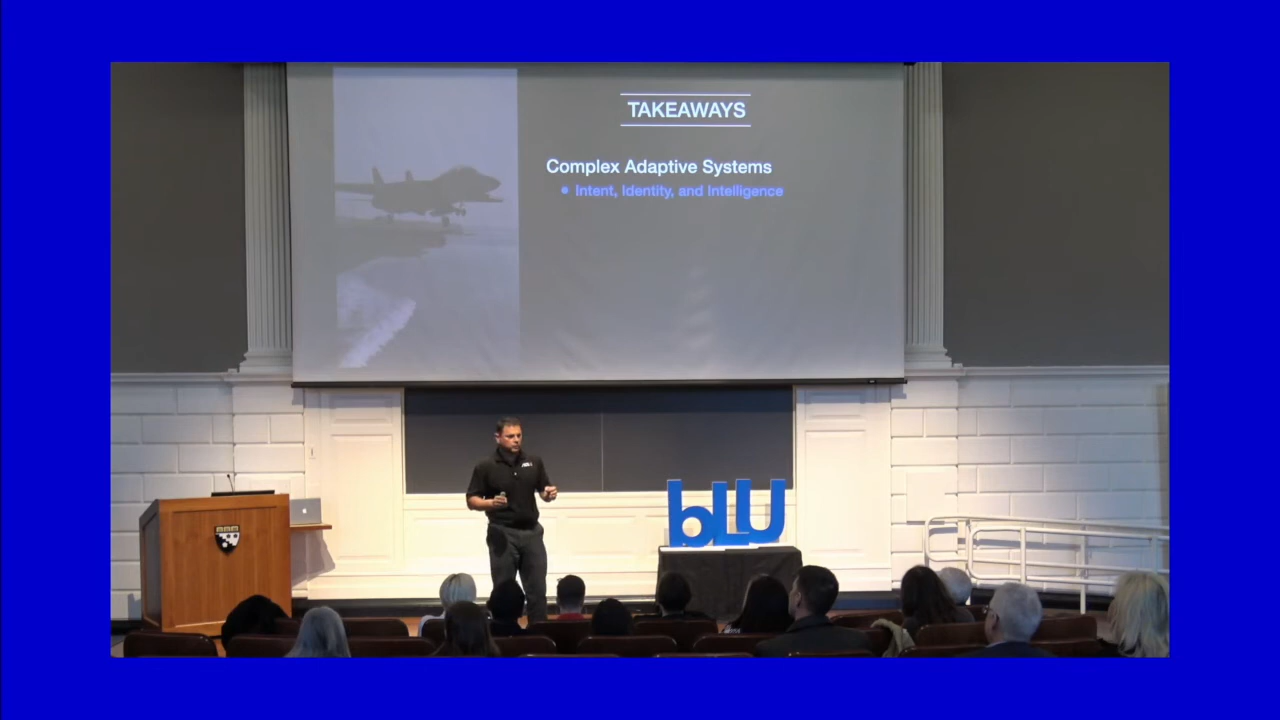 TAKEAWAYS
Complex Adaptive Systems
• Intent, Identity, and Intelligence
bLU